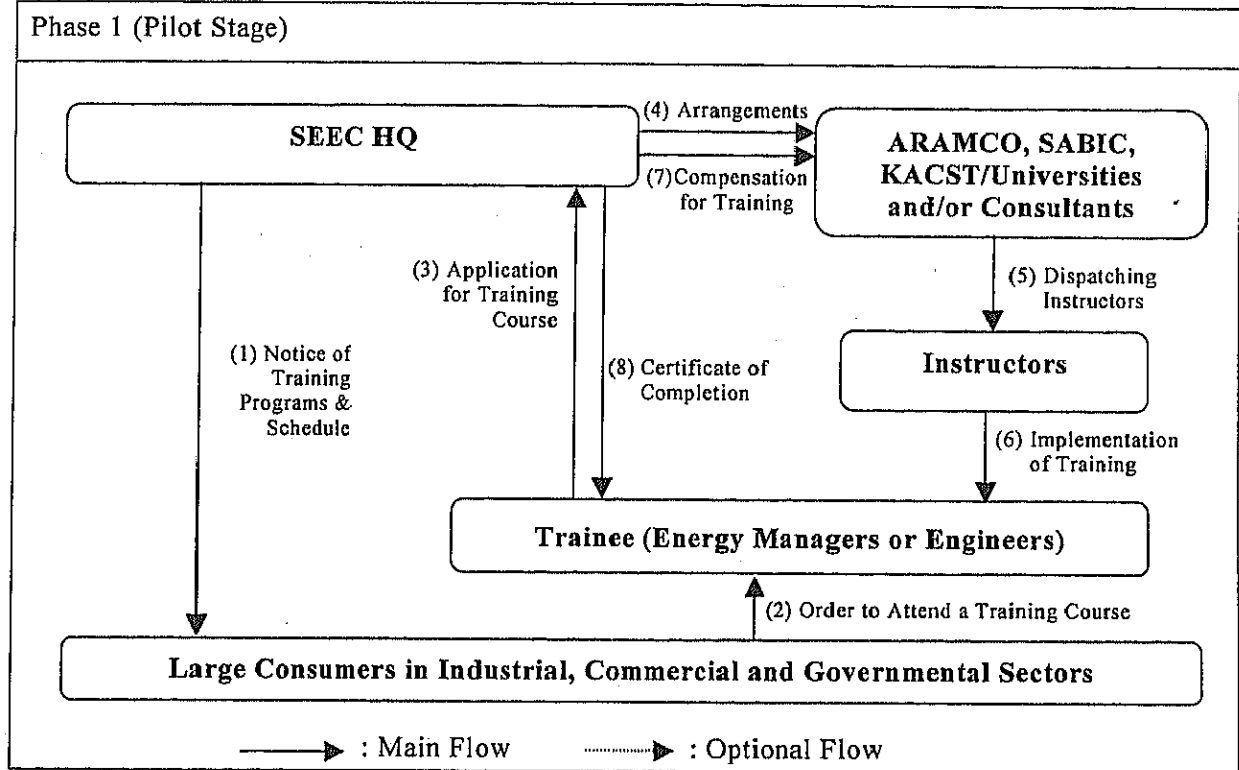 Phase 1 (Pilot Stage)
SEEC HQ
(4) Arrangements
(7)Compensation
for Training
ARAMCO, SABIC,
KACST/Universities
and/or Consultants
(3) Application
for Training
Course
(5) Dispatching
Instructors
(1) Notice of
Training
Programs &
Schedule
(8) Certificate of
Completion
Instructors
(6) Implementation
of Training
Trainee (Energy Managers or Engineers)
(2) Order to Attend a Training Course
Large Consumers in Industrial, Commercial and Governmental Sectors
: Main Flow
: Optional Flow